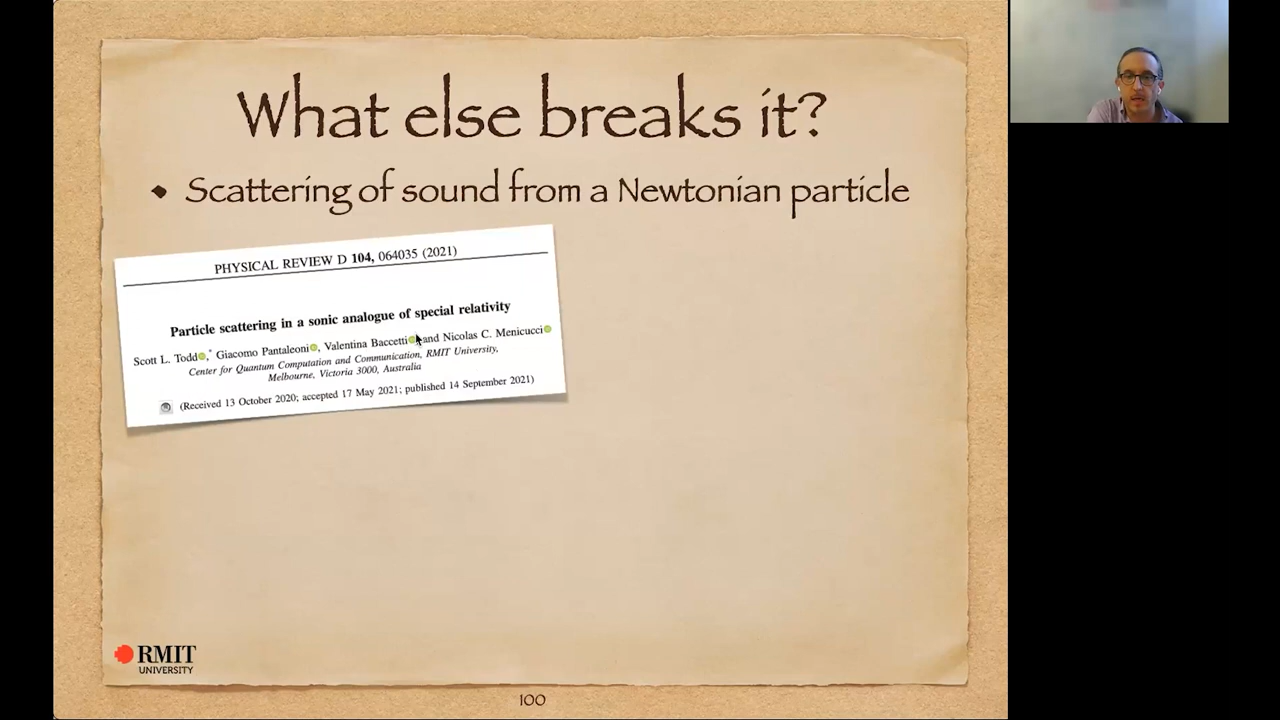 What else breaks it?
• Scattering of sound from a Newtonian particle
PHYSICAL REVIEW D 104, 064035 (2021)
Particle scattering in a sonic analogue of special relativity
Scott L. Todd,* Giacomo Pantaleoni, Valentina Baccetti and Nicolas C. Menicucci
Center for Quantum Computation and Communication, RMIT University,
Melbourne, Victoria 3000, Australia
(Received 13 October 2020; accepted 17 May 2021; published 14 September 2021)
RMIT
UNIVERSITY
100